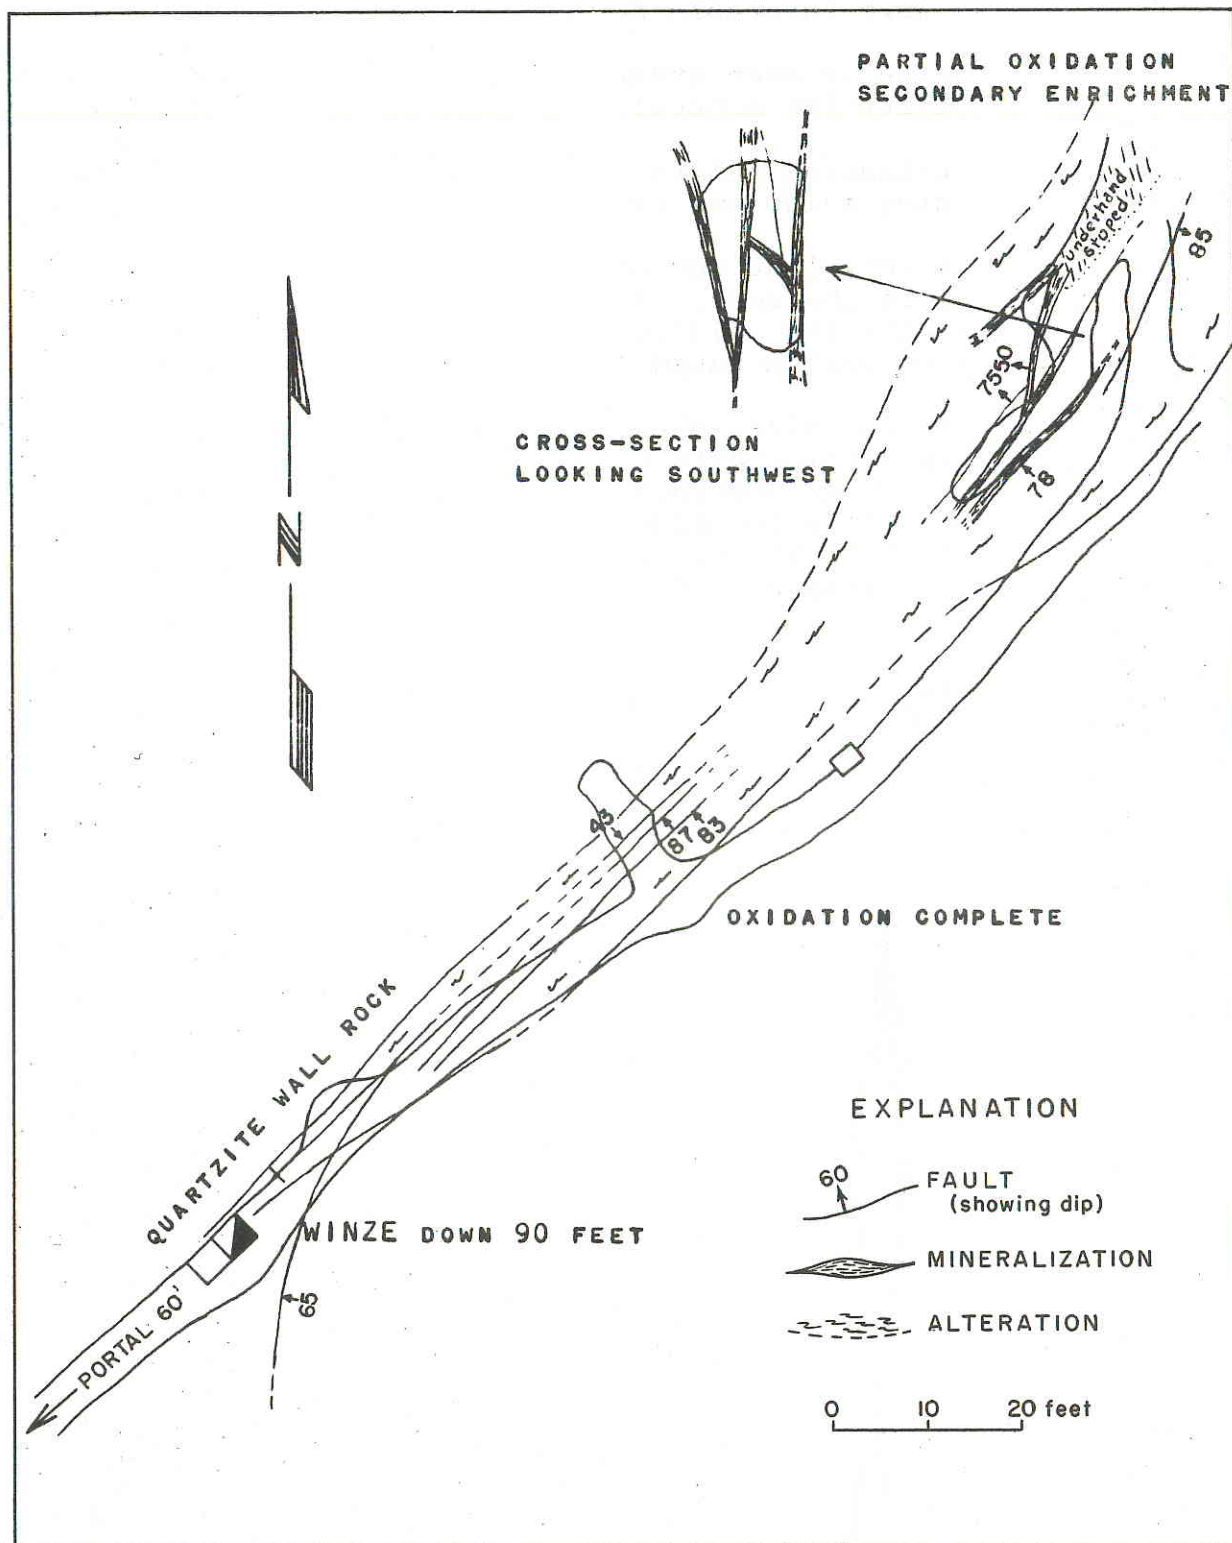 PARTIAL OXIDATION
SECONDARY ENRICHMENT
underhand
stoped
85
75
50
78
CROSS-SECTION
LOOKING SOUTHWEST
N
43
87
83
OXIDATION COMPLETE
QUARTZITE WALL ROCK
WINZE DOWN 90 FEET
65
PORTAL 60'
EXPLANATION
60
FAULT
(showing dip)
MINERALIZATION
ALTERATION
0 10 20 feet